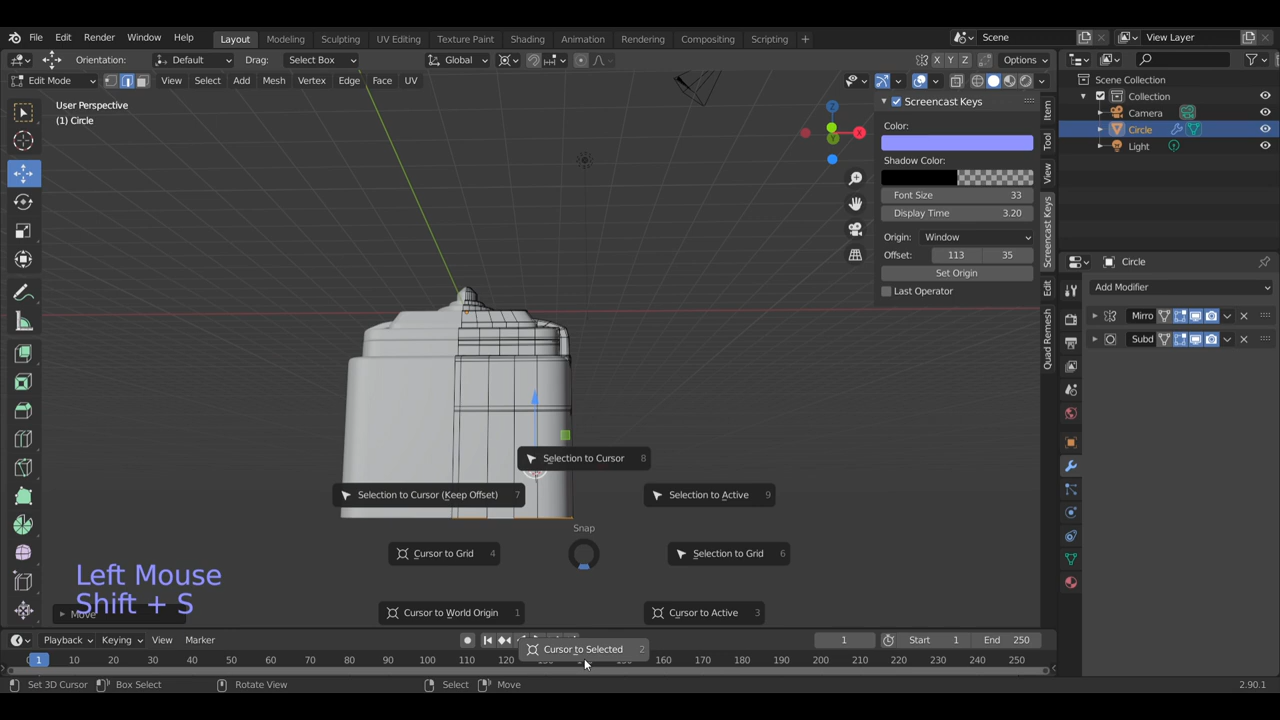 File Edit Render Window Help Layout Modeling Sculpting UV Editing Texture Paint Shading Animation Rendering Compositing Scripting + Scene View Layer
Orientation: Default Drag: Select Box Global X Y Z Options
Edit Mode View Select Add Mesh Vertex Edge Face UV
User Perspective
(1) Circle
Z
X
Y
Screencast Keys
Color:
Shadow Color:
Font Size 33
Display Time 3.20
Origin: Window
Offset: 113 35
Set Origin
Last Operator
Item
Tool
View
Screencast Keys
Edit
Quad Remesh
Scene Collection
Collection
Camera
Circle
Light
Circle
Add Modifier
Mirro
Subd
Selection to Cursor 8
Selection to Cursor (Keep Offset) 7
Selection to Active 9
Snap
Cursor to Grid 4
Selection to Grid 6
Cursor to World Origin 1
Cursor to Active 3
Cursor to Selected 2
Left Mouse
Shift + S
Move
Playback Keying View Marker 1 Start 1 End 250
1 10 20 30 40 50 60 70 80 90 100 110 120 130 150 160 170 180 190 200 210 220 230 240 250
Set 3D Cursor Box Select Rotate View Select Move 2.90.1